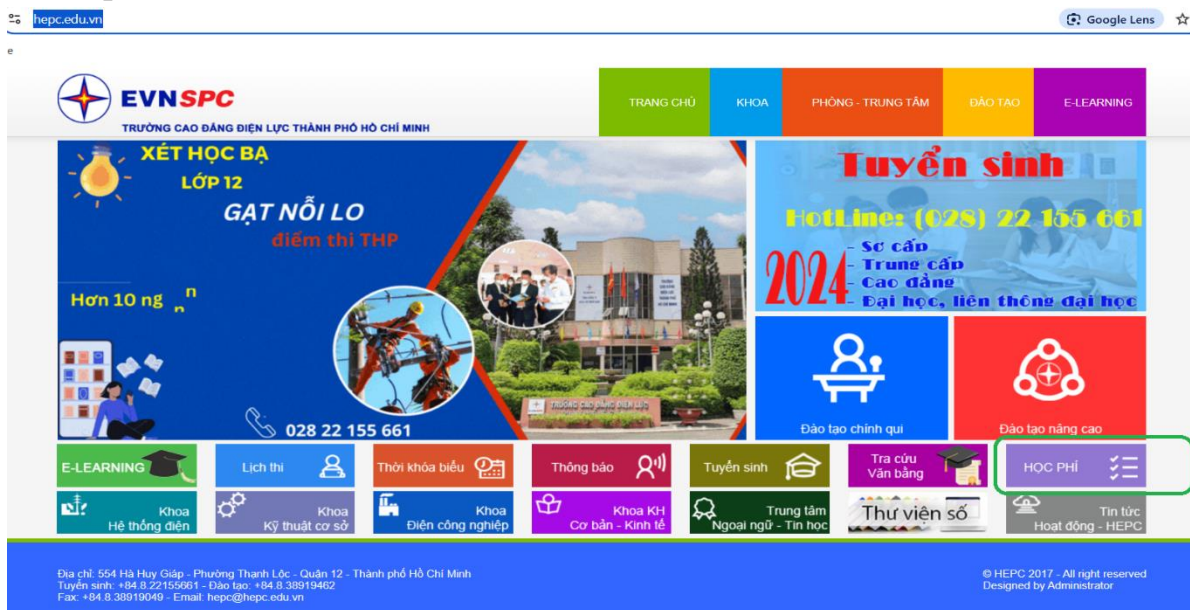 hepc.edu.vn
Google Lens
e
EVNSPC
TRƯỜNG CAO ĐẲNG ĐIỆN LỰC THÀNH PHỐ HỒ CHÍ MINH
TRANG CHỦ
KHOA
PHÒNG - TRUNG TÂM
ĐÀO TẠO
E-LEARNING
XÉT HỌC BẠ
LỚP 12
GẠT NỖI LO
điểm thi THP
Hơn 10 ng n
n
028 22 155 661
TRƯỜNG CAO ĐẲNG ĐIỆN LỰC
Tuyển sinh
HotLine: (028) 22 155 661
2024
- Sơ cấp
- Trung cấp
- Cao đẳng
- Đại học, liên thông đại học
Đào tạo chính qui
Đào tạo nâng cao
E-LEARNING
Lịch thi
Thời khóa biểu
Thông báo
Tuyển sinh
Tra cứu
Văn bằng
HỌC PHÍ
Khoa
Hệ thống điện
Khoa
Kỹ thuật cơ sở
Khoa
Điện công nghiệp
Khoa KH
Cơ bản - Kinh tế
Trung tâm
Ngoại ngữ - Tin học
Thư viện số
Tin tức
Hoạt động - HEPC
Địa chỉ: 554 Hà Huy Giáp - Phường Thạnh Lộc - Quận 12 - Thành phố Hồ Chí Minh
Tuyển sinh: +84.8.22155661 - Đào tạo: +84.8.38919462
Fax: +84.8.38919049 - Email: hepc@hepc.edu.vn
© HEPC 2017 - All right reserved
Designed by Administrator